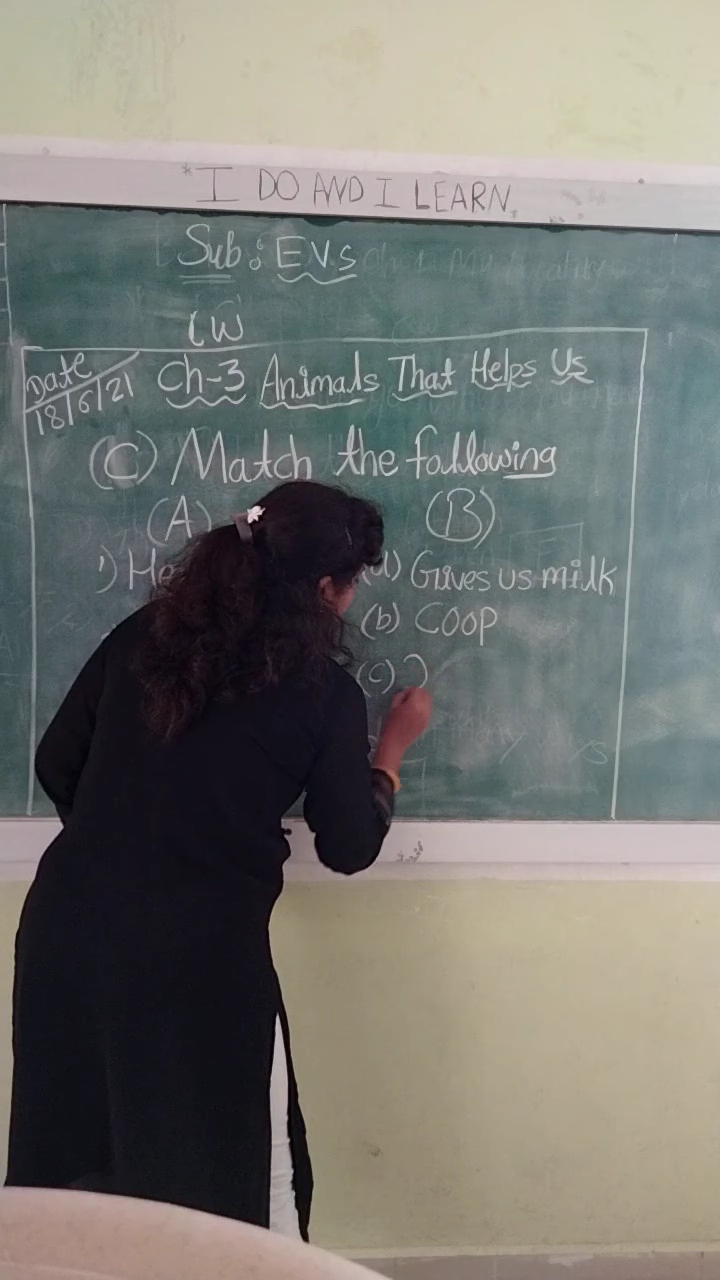 * I DO AND I LEARN
Sub : E.V.S
CW
Date
18/6/21
Ch-3 Animals That Helps Us
(C) Match the following
(A) (B)
1) He (a) Gives us milk
(b) Coop
(c)